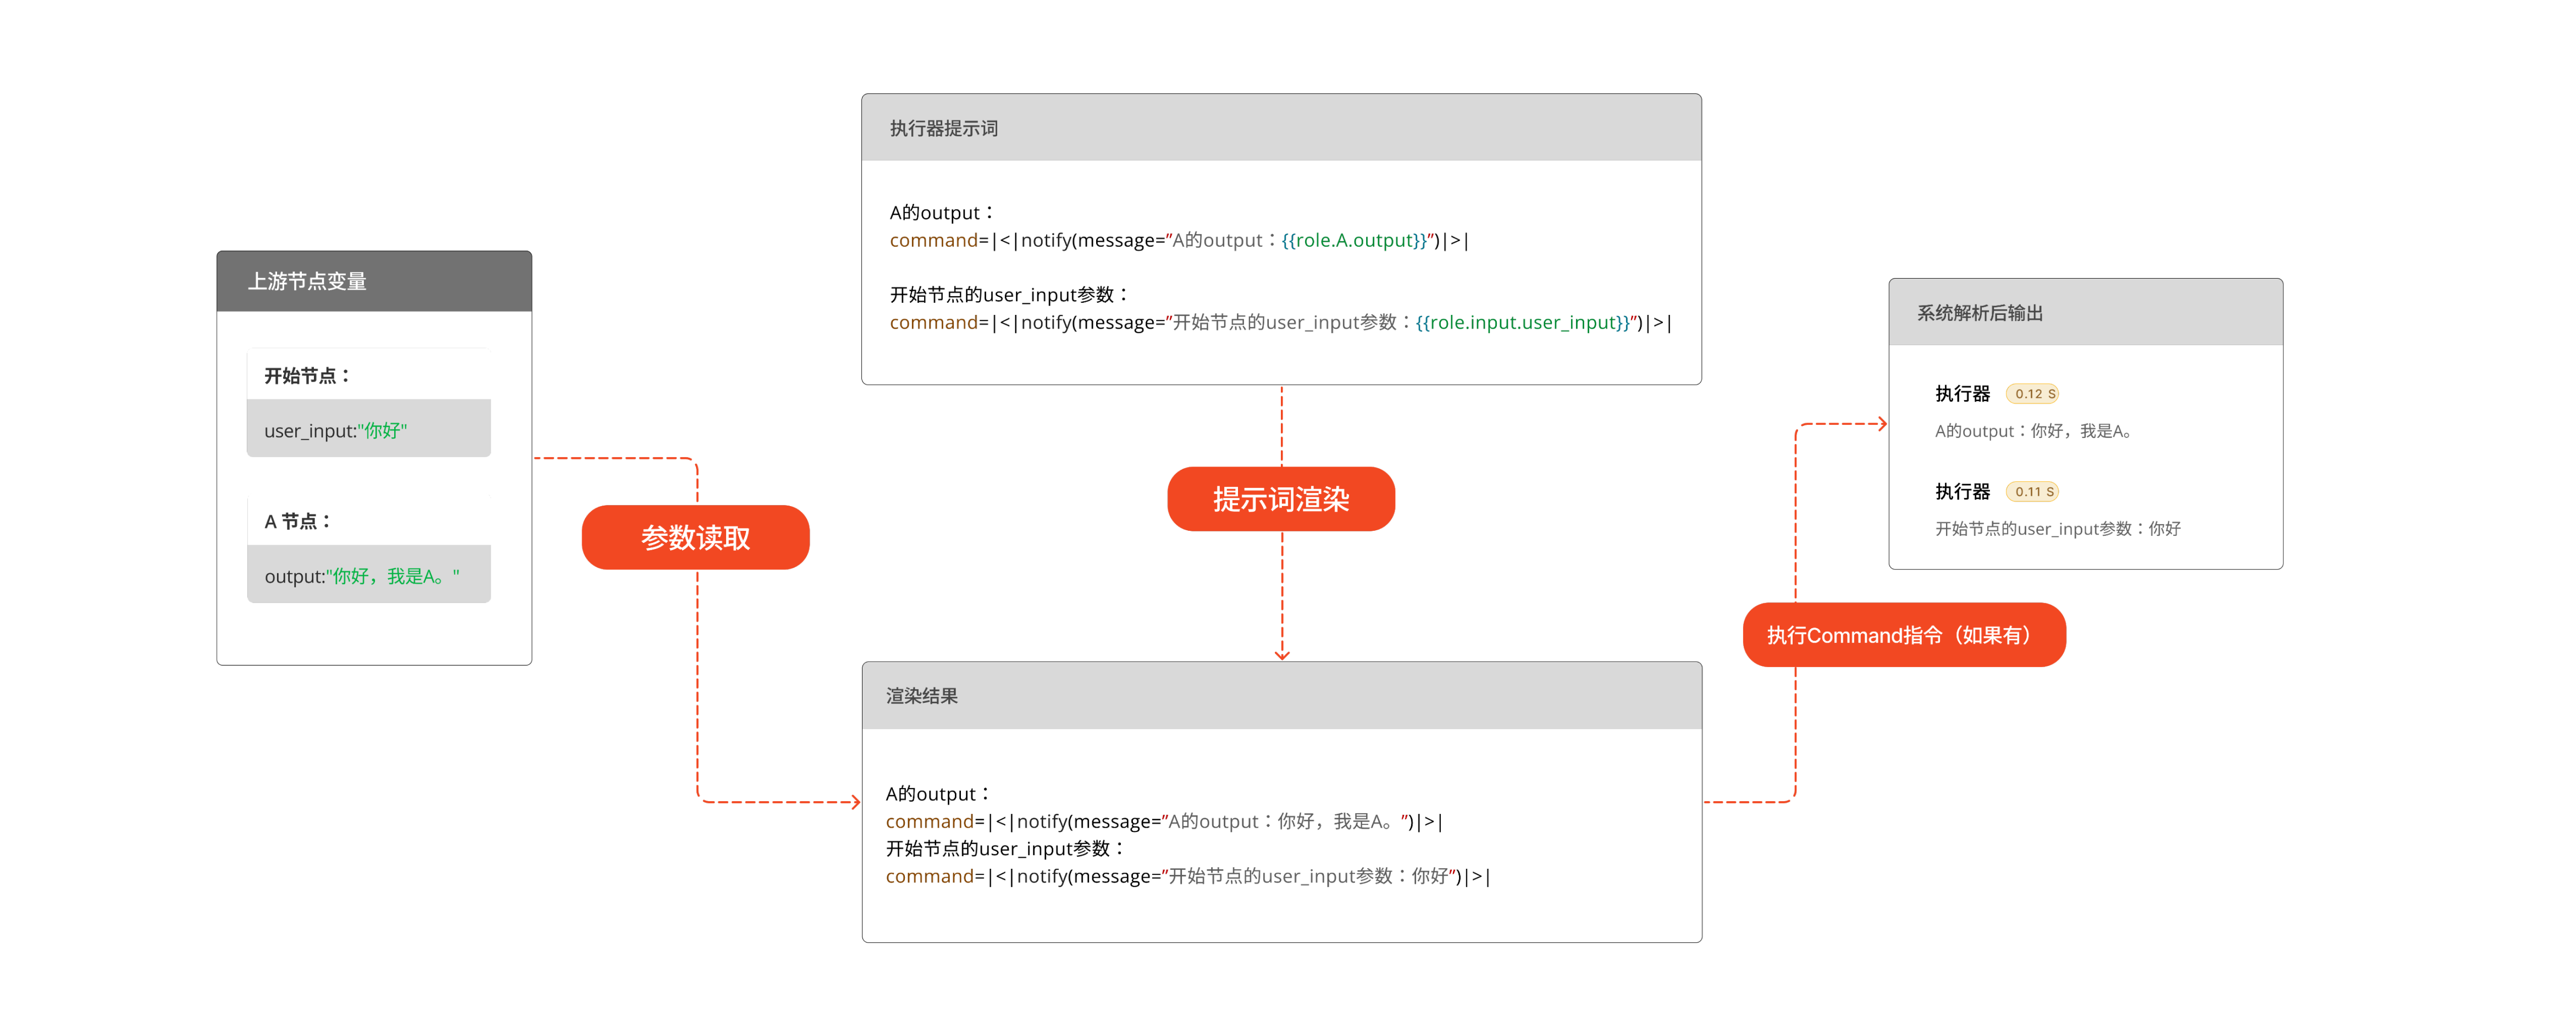 上游节点变量
开始节点：
user_input:"你好"
A 节点：
output:"你好，我是A。"
参数读取
执行器提示词
A的output：
command=|<|notify(message=”A的output：{{role.A.output}}”)|>|
开始节点的user_input参数：
command=|<|notify(message=”开始节点的user_input参数：{{role.input.user_input}}”)|>|
提示词渲染
渲染结果
A的output：
command=|<|notify(message=”A的output：你好，我是A。”)|>|
开始节点的user_input参数：
command=|<|notify(message=”开始节点的user_input参数：你好”)|>|
执行Command指令（如果有）
系统解析后输出
执行器 0.12 S
A的output：你好，我是A。
执行器 0.11 S
开始节点的user_input参数：你好